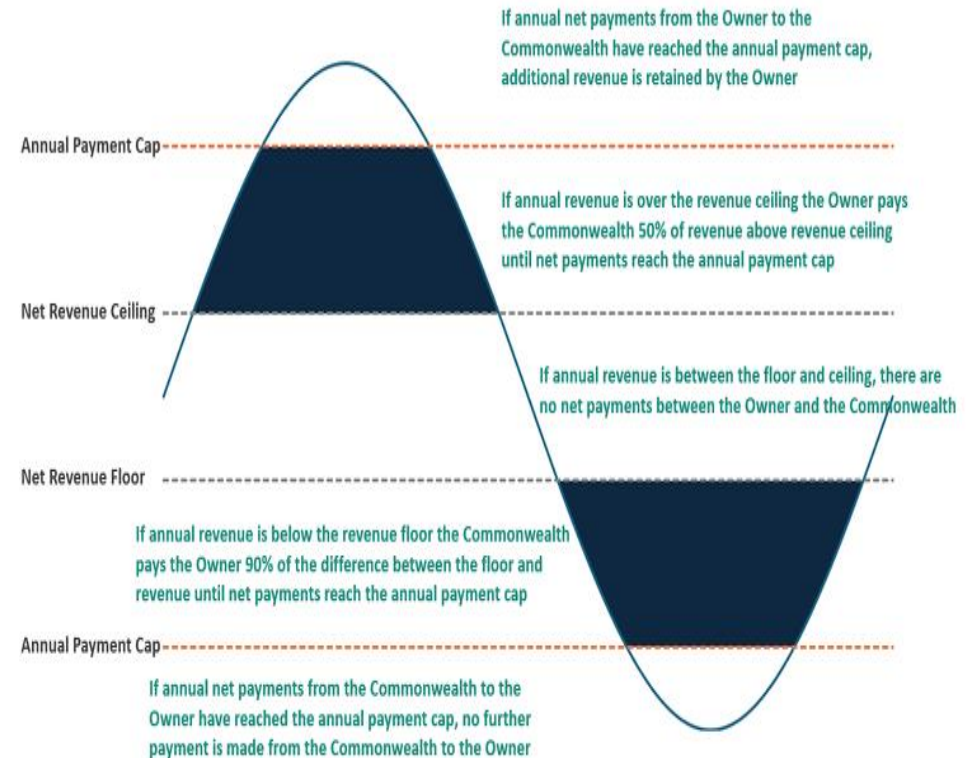 If annual net payments from the Owner to the
Commonwealth have reached the annual payment cap,
additional revenue is retained by the Owner
Annual Payment Cap
If annual revenue is over the revenue ceiling the Owner pays
the Commonwealth 50% of revenue above revenue ceiling
until net payments reach the annual payment cap
Net Revenue Ceiling
If annual revenue is between the floor and ceiling, there are
no net payments between the Owner and the Commonwealth
Net Revenue Floor
If annual revenue is below the revenue floor the Commonwealth
pays the Owner 90% of the difference between the floor and
revenue until net payments reach the annual payment cap
Annual Payment Cap
If annual net payments from the Commonwealth to the
Owner have reached the annual payment cap, no further
payment is made from the Commonwealth to the Owner